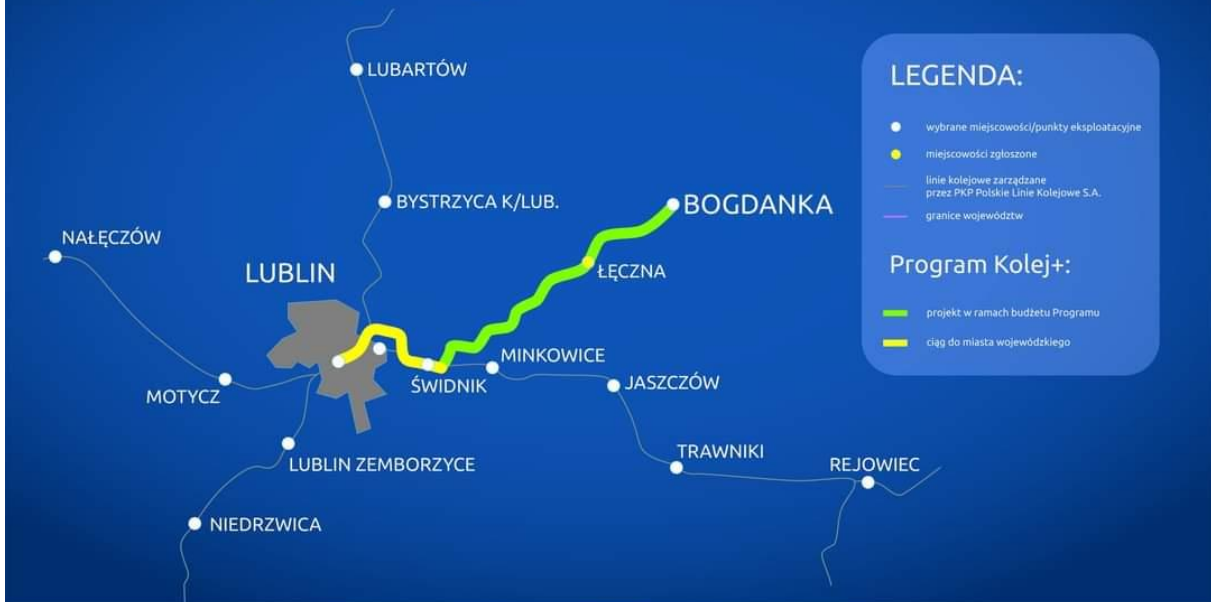 LUBARTÓW
BYSTRZYCA K/LUB.
BOGDANKA
NAŁĘCZÓW
LUBLIN
ŁĘCZNA
MINKOWICE
ŚWIDNIK
JASZCZÓW
MOTYCZ
TRAWNIKI
REJOWIEC
LUBLIN ZEMBORZYCE
NIEDRZWICA
LEGENDA:
wybrane miejscowości/punkty eksploatacyjne
miejscowości zgłoszone
linie kolejowe zarządzane
przez PKP Polskie Linie Kolejowe S.A.
granice województw
Program Kolej+:
projekt w ramach budżetu Programu
ciąg do miasta wojewódzkiego